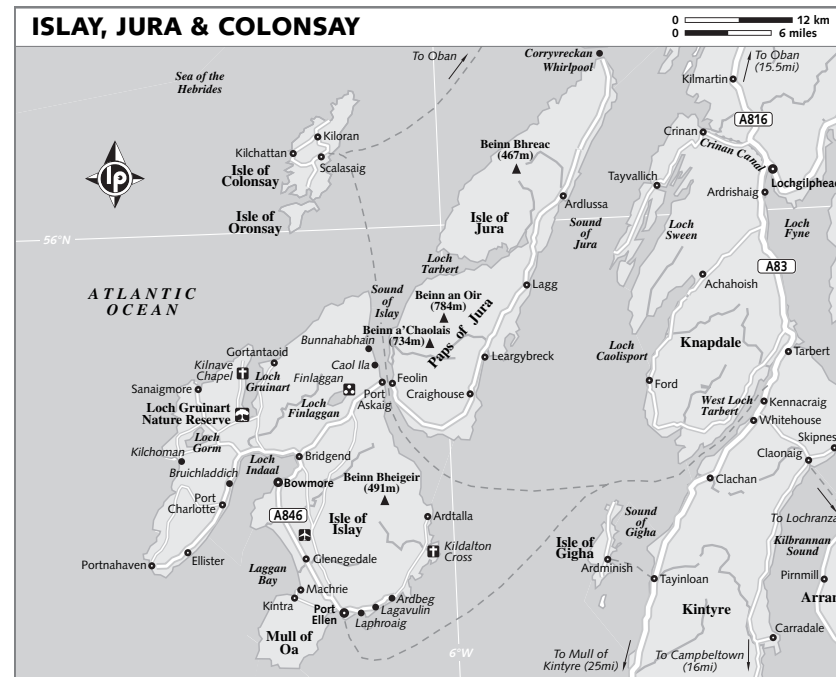 ISLAY, JURA & COLONSAY
0 12 km
0 6 miles
To Oban
Corryvreckan
Whirlpool
To Oban
(15.5mi)
Sea of the
Hebrides
Kilmartin
A816
Kiloran
Kilchattan
Scalasaig
Isle of
Colonsay
Isle of
Oronsay
lp
Beinn Bhreac
(467m)
Crinan
Crinan Canal
Tayvallich
Lochgilphead
Ardrishaig
Ardlussa
Isle of
Jura
Sound
of
Jura
Loch
Sween
Loch
Fyne
56°N
Loch
Tarbert
A83
Achahoish
ATLANTIC
OCEAN
Sound
of
Islay
Lagg
Beinn an Oir
(784m)
Beinn a'Chaolais
(734m)
Paps of Jura
Bunnahabhain
Gortantaoid
Kilnave
Chapel
Loch
Gruinart
Caol Ila
Finlaggan
Feolin
Port
Askaig
Leargybreck
Craighouse
Loch
Caolisport
Knapdale
Tarbert
Ford
Sanaigmore
Loch Gruinart
Nature Reserve
Loch
Finlaggan
West Loch
Tarbert
Kennacraig
Whitehouse
Skipnes
Claonaig
Loch
Gorm
Kilchoman
Bruichladdich
Loch
Indaal
Bridgend
Bowmore
Beinn Bheigeir
(491m)
Clachan
Port
Charlotte
A846
Isle of
Islay
Ardtalla
Sound
of
Gigha
To Lochranza
Kilbrannan
Sound
Isle of
Gigha
Ardminish
Kildalton
Cross
Ellister
Portnahaven
Glenegedale
Laggan
Bay
Machrie
Kintra
Port
Ellen
Ardbeg
Lagavulin
Laphroaig
Mull of
Oa
Tayinloan
Pirnmill
Arran
Kintyre
Carradale
6°W
To Mull of
Kintyre (25mi)
To Campbeltown
(16mi)